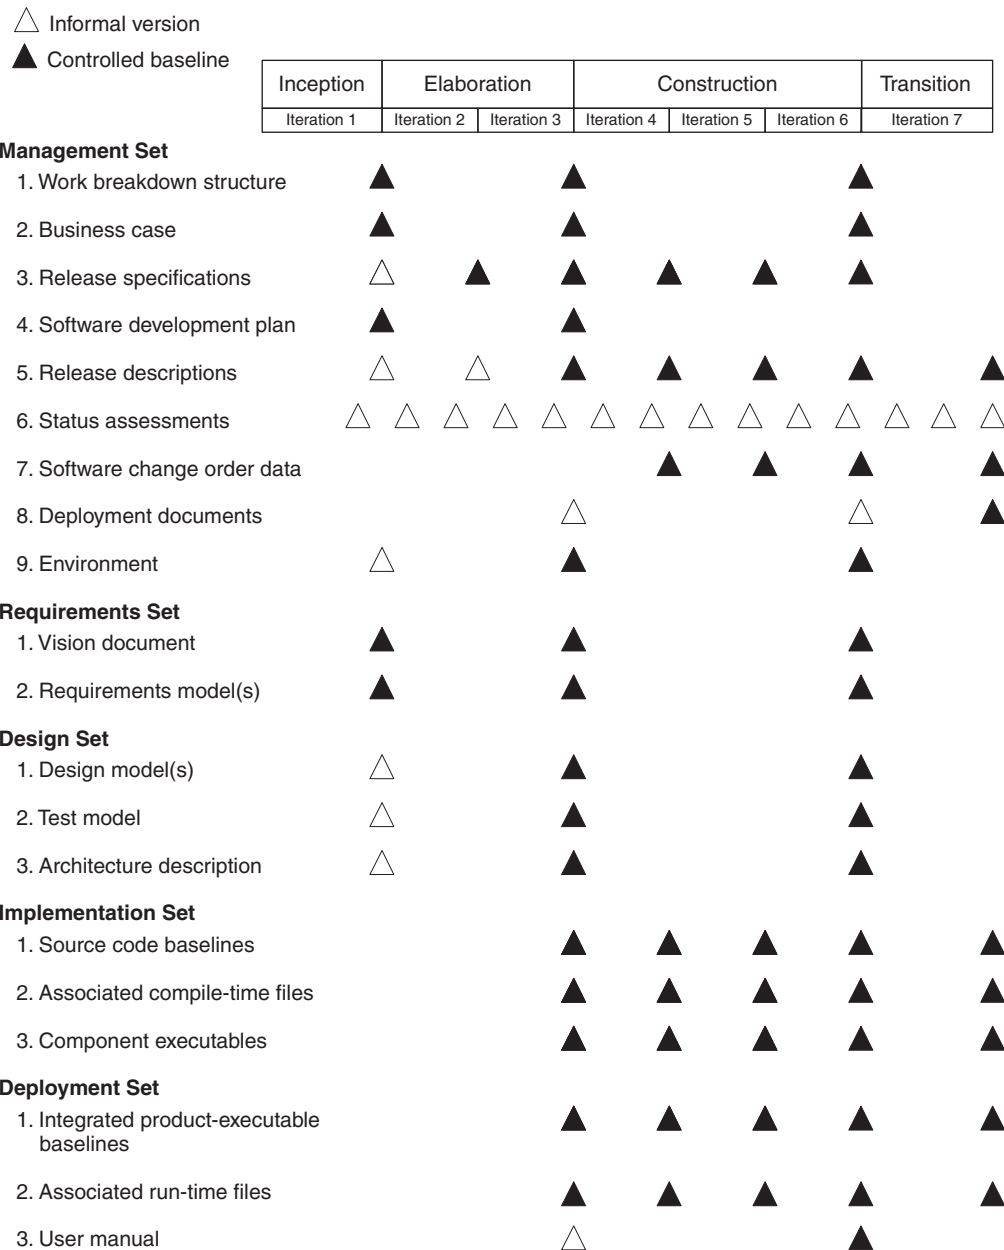 Informal version
Controlled baseline
Inception Elaboration Construction Transition
Iteration 1 Iteration 2 Iteration 3 Iteration 4 Iteration 5 Iteration 6 Iteration 7
Management Set
1. Work breakdown structure
2. Business case
3. Release specifications
4. Software development plan
5. Release descriptions
6. Status assessments
7. Software change order data
8. Deployment documents
9. Environment
Requirements Set
1. Vision document
2. Requirements model(s)
Design Set
1. Design model(s)
2. Test model
3. Architecture description
Implementation Set
1. Source code baselines
2. Associated compile-time files
3. Component executables
Deployment Set
1. Integrated product-executable
baselines
2. Associated run-time files
3. User manual